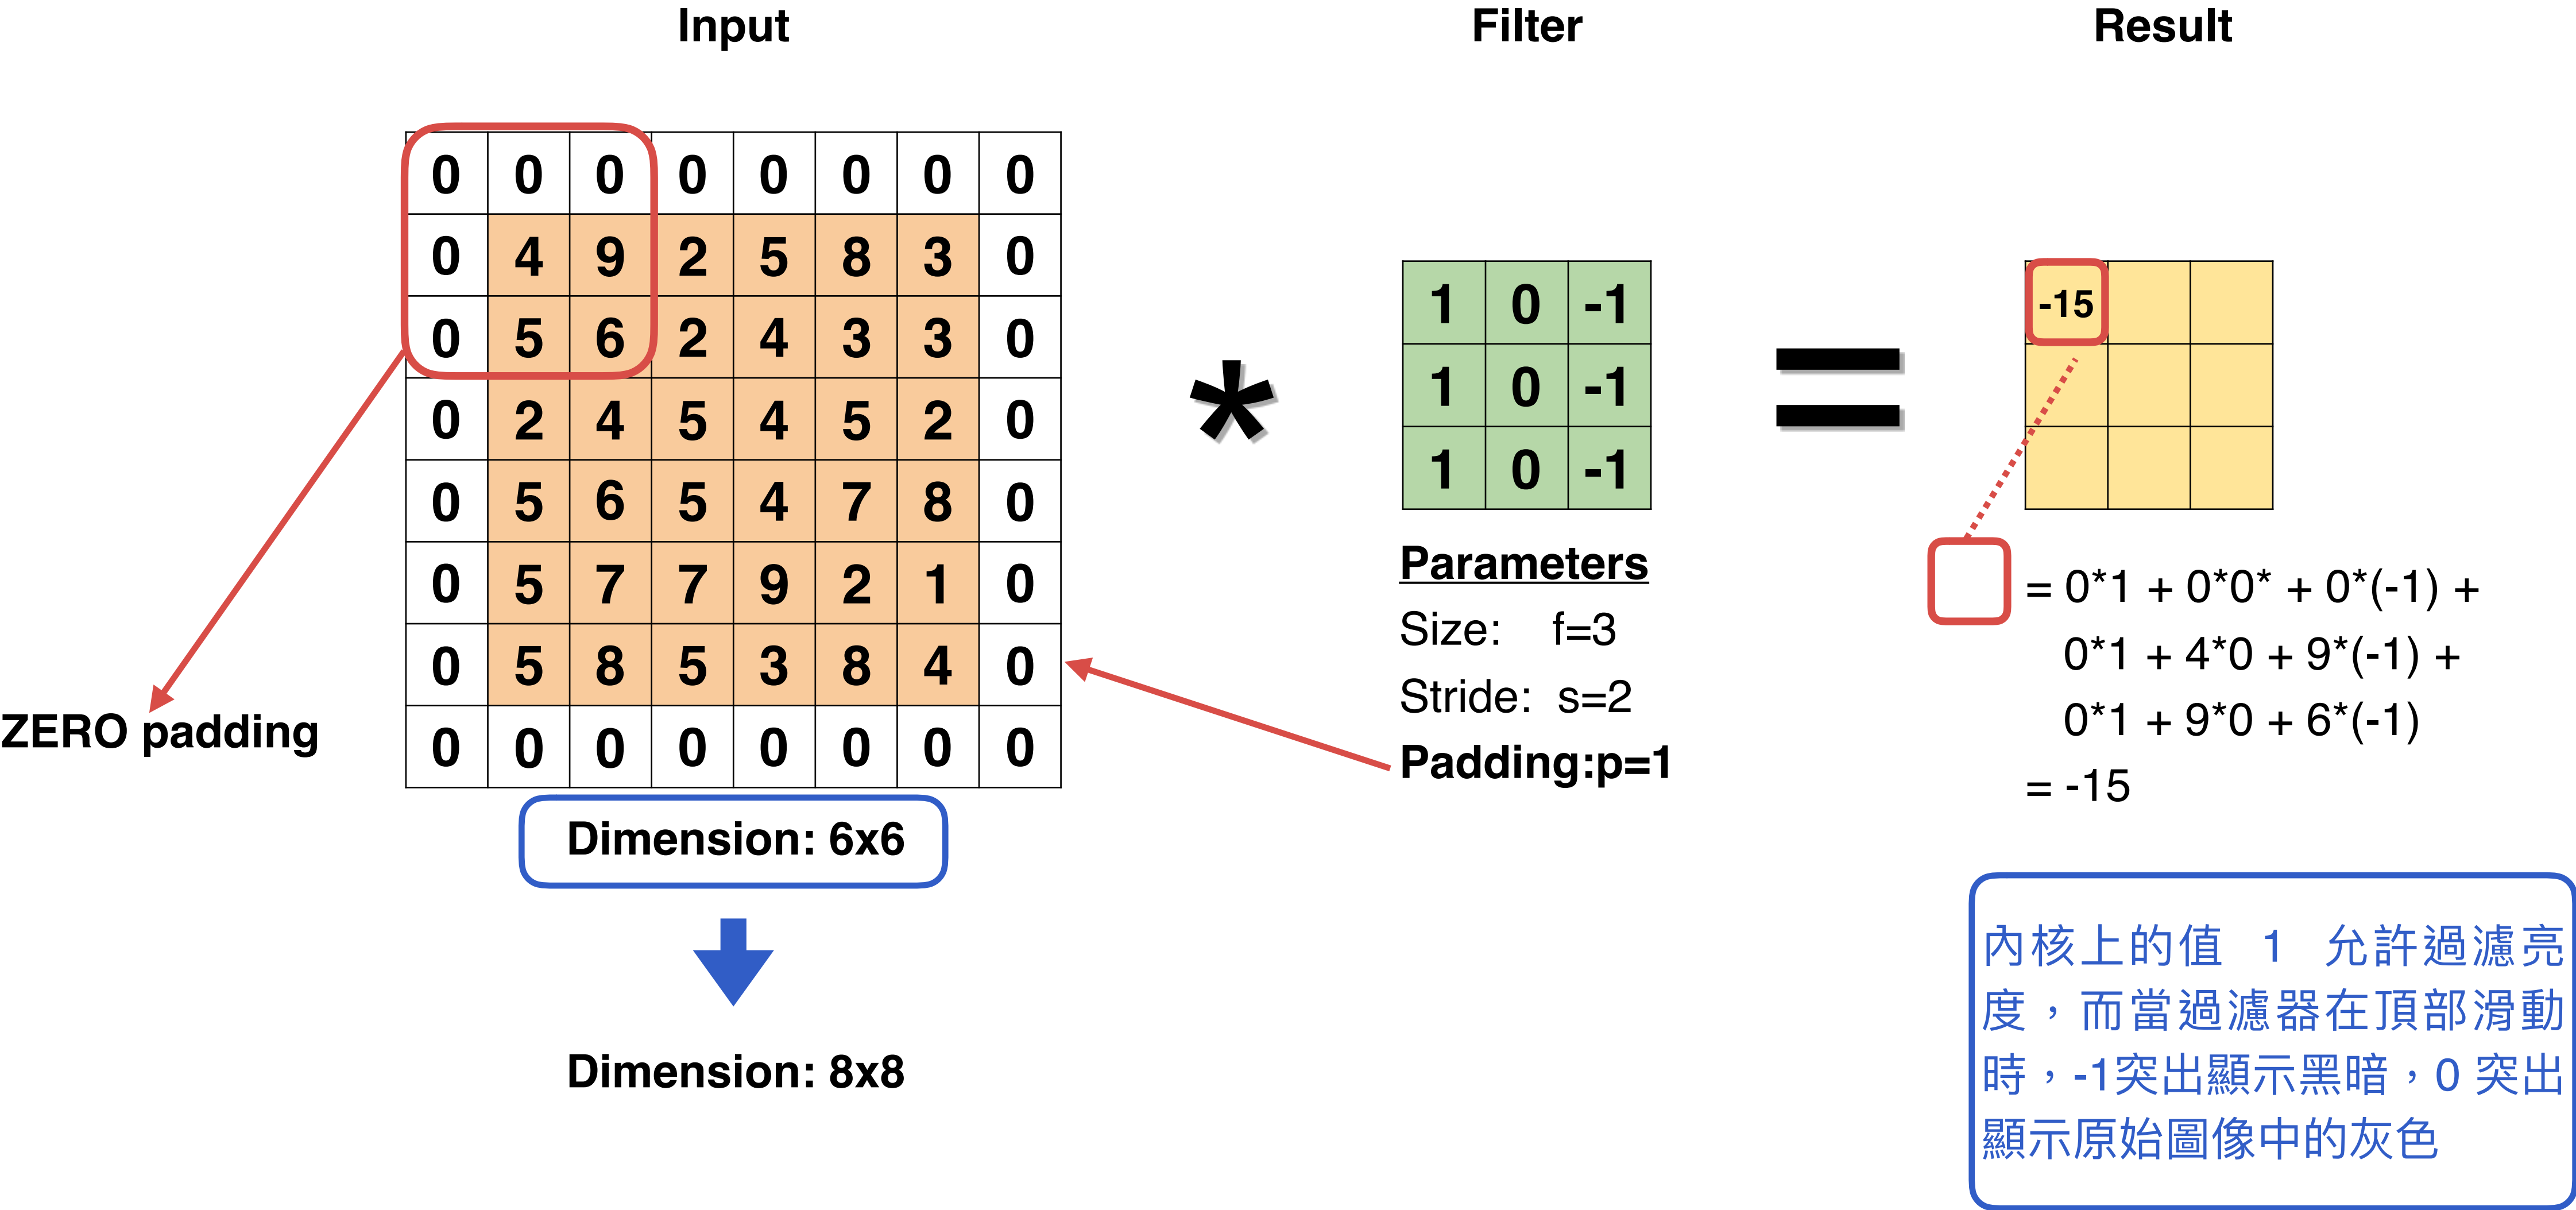 Input Filter Result
0 0 0 0 0 0 0 0
0 4 9 2 5 8 3 0
0 5 6 2 4 3 3 0
0 2 4 5 4 5 2 0
0 5 6 5 4 7 8 0
0 5 7 7 9 2 1 0
0 5 8 5 3 8 4 0
0 0 0 0 0 0 0 0
ZERO padding
Dimension: 6x6
Dimension: 8x8
*
1 0 -1
1 0 -1
1 0 -1
Parameters
Size: f=3
Stride: s=2
Padding:p=1
=
-15
= 0*1 + 0*0* + 0*(-1) +
0*1 + 4*0 + 9*(-1) +
0*1 + 9*0 + 6*(-1)
= -15
內核上的值 1 允許過濾亮
度，而當過濾器在頂部滑動
時，-1突出顯示黑暗，0 突出
顯示原始圖像中的灰色